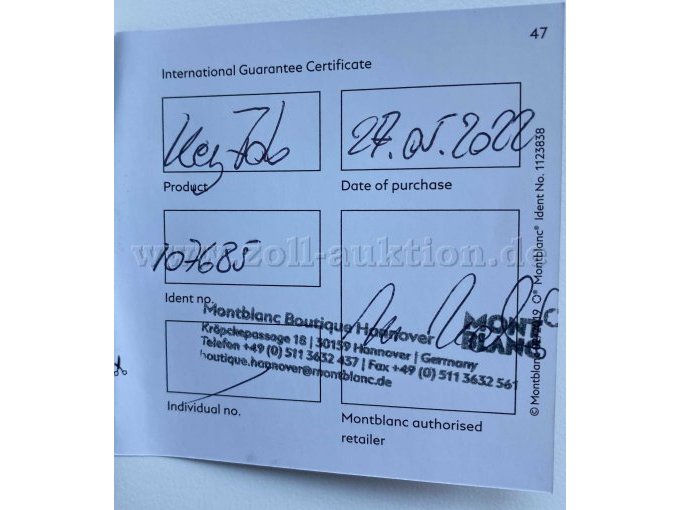 47
International Guarantee Certificate
Key Fob
Product
27.05.2022
Date of purchase
107685
Ident no.
www.zoll-auktion.de
Montblanc Boutique Hannover
Kröpckepassage 18 | 30159 Hannover | Germany
Telefon +49 (0) 511 3632 437 | Fax +49 (0) 511 3632 561
boutique.hannover@montblanc.de
MONT
BLANC
Individual no.
Montblanc authorised
retailer
© Montblanc® Montblanc® Ident No. 1123838